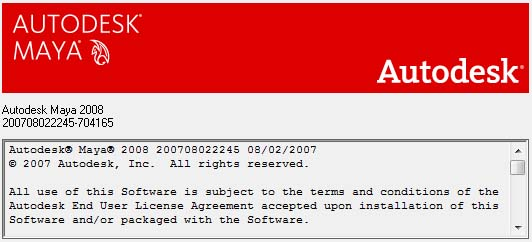 AUTODESK®
MAYA®
Autodesk®
Autodesk Maya 2008
200708022245-704165
Autodesk® Maya® 2008 200708022245 08/02/2007
© 2007 Autodesk, Inc.  All rights reserved.
All use of this Software is subject to the terms and conditions of the
Autodesk End User License Agreement accepted upon installation of this
Software and/or packaged with the Software.